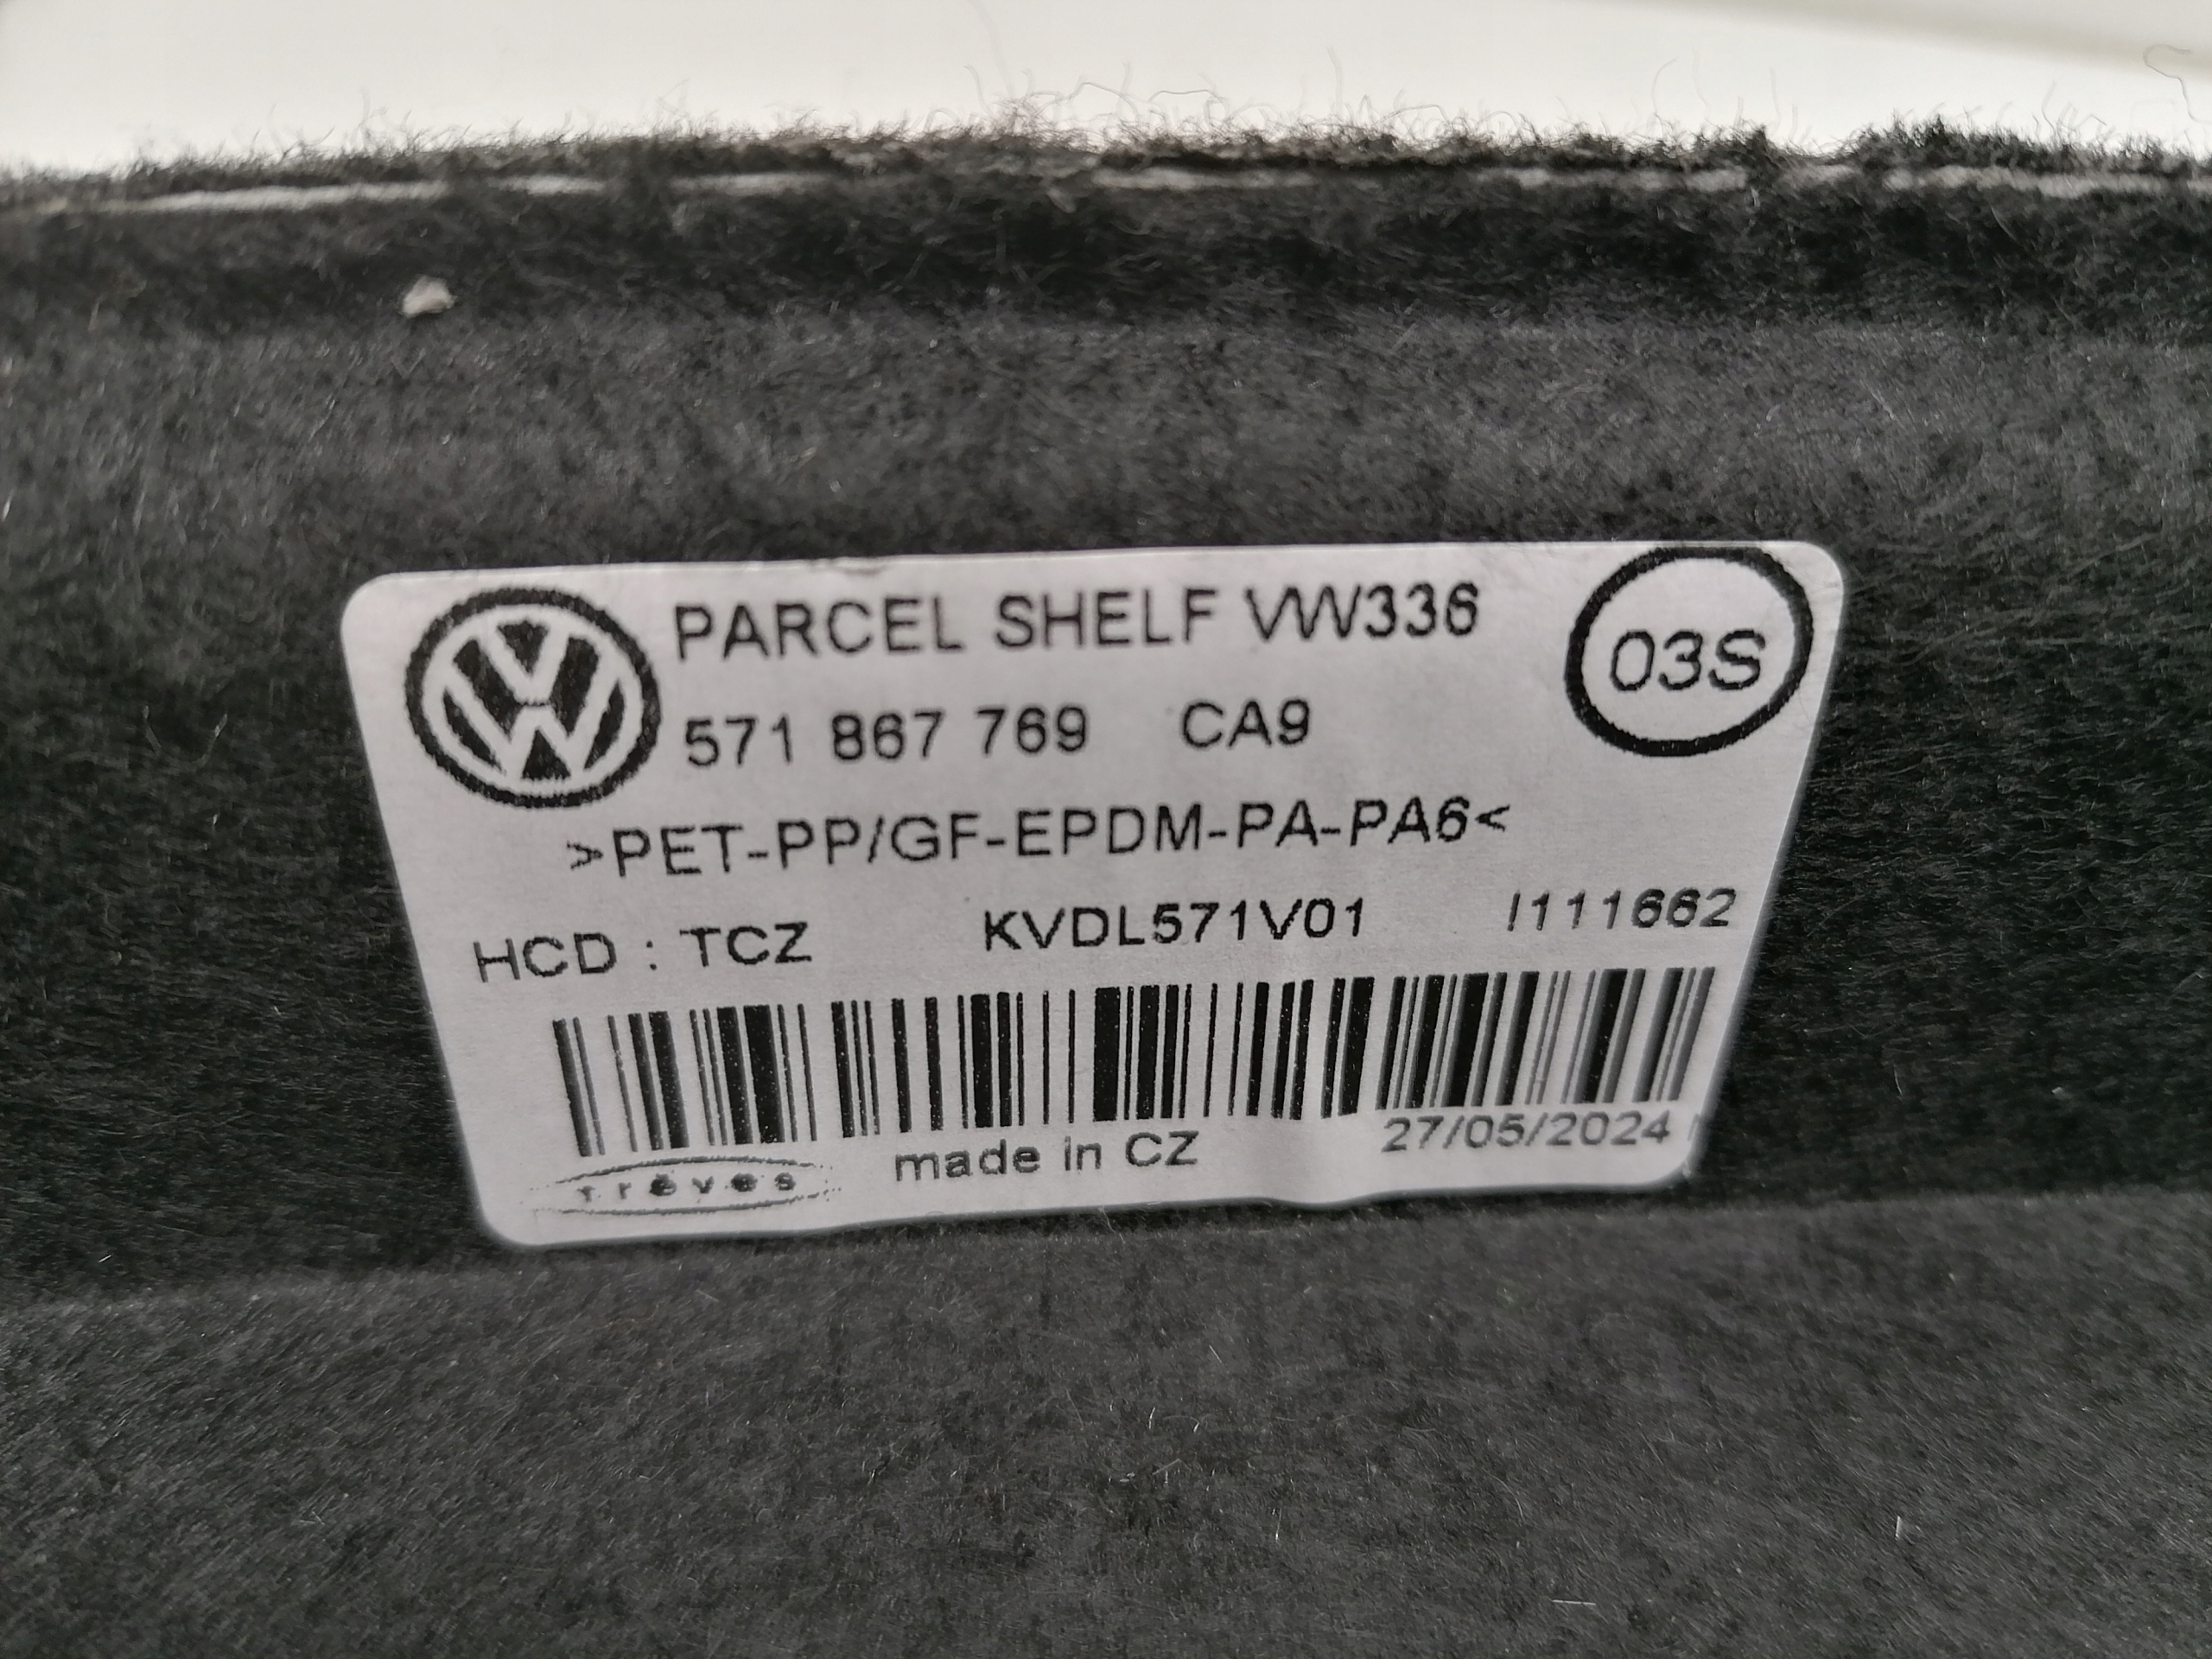 PARCEL SHELF VW336
03S
571 867 769 CA9
>PET-PP/GF-EPDM-PA-PA6<
HCD : TCZ KVDL571V01 I111662
27/05/2024
made in CZ
trèves